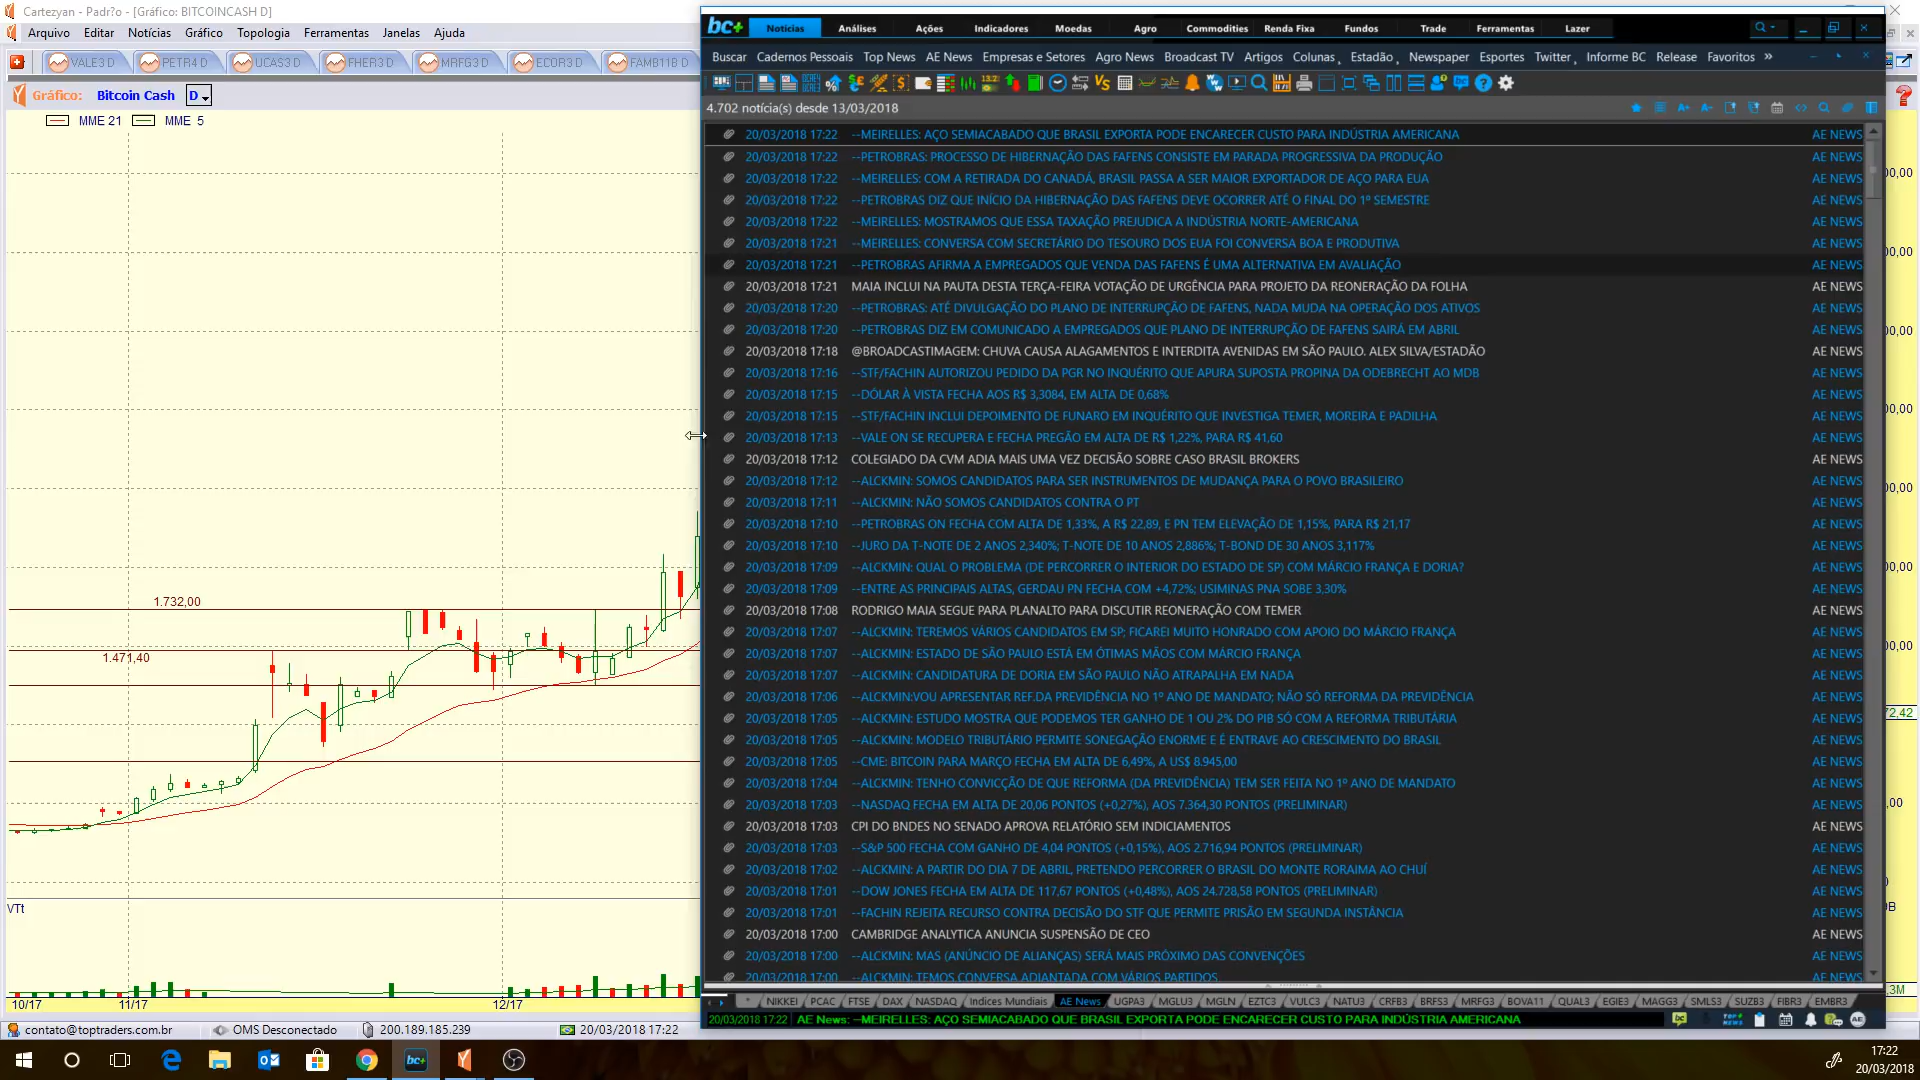 Cartezyan - Padr?o - [Gráfico: BITCOINCASH D]
Arquivo Editar Notícias Gráfico Topologia Ferramentas Janelas Ajuda
VALE3 D PETR4 D UCAS3 D FHER3 D MRFG3 D ECOR3 D FAMB11B D
Gráfico: Bitcoin Cash D
MME 21 MME 5
1.732,00
1.471,40
VTt
10/17 11/17 12/17
contato@toptraders.com.br OMS Desconectado 200.189.185.239 20/03/2018 17:22
bc+ Notícias Análises Ações Indicadores Moedas Agro Commodities Renda Fixa Fundos Trade Ferramentas Lazer
Buscar Cadernos Pessoais Top News AE News Empresas e Setores Agro News Broadcast TV Artigos Colunas Estadão Newspaper Esportes Twitter Informe BC Release Favoritos »
4.702 notícia(s) desde 13/03/2018
20/03/2018 17:22 --MEIRELLES: AÇO SEMIACABADO QUE BRASIL EXPORTA PODE ENCARECER CUSTO PARA INDÚSTRIA AMERICANA AE NEWS
20/03/2018 17:22 --PETROBRAS: PROCESSO DE HIBERNAÇÃO DAS FAFENS CONSISTE EM PARADA PROGRESSIVA DA PRODUÇÃO AE NEWS
20/03/2018 17:22 --MEIRELLES: COM A RETIRADA DO CANADÁ, BRASIL PASSA A SER MAIOR EXPORTADOR DE AÇO PARA EUA AE NEWS
20/03/2018 17:22 --PETROBRAS DIZ QUE INÍCIO DA HIBERNAÇÃO DAS FAFENS DEVE OCORRER ATÉ O FINAL DO 1º SEMESTRE AE NEWS
20/03/2018 17:22 --MEIRELLES: MOSTRAMOS QUE ESSA TAXAÇÃO PREJUDICA A INDÚSTRIA NORTE-AMERICANA AE NEWS
20/03/2018 17:21 --MEIRELLES: CONVERSA COM SECRETÁRIO DO TESOURO DOS EUA FOI CONVERSA BOA E PRODUTIVA AE NEWS
20/03/2018 17:21 --PETROBRAS AFIRMA A EMPREGADOS QUE VENDA DAS FAFENS É UMA ALTERNATIVA EM AVALIAÇÃO AE NEWS
20/03/2018 17:21 MAIA INCLUI NA PAUTA DESTA TERÇA-FEIRA VOTAÇÃO DE URGÊNCIA PARA PROJETO DA REONERAÇÃO DA FOLHA AE NEWS
20/03/2018 17:20 --PETROBRAS: ATÉ DIVULGAÇÃO DO PLANO DE INTERRUPÇÃO DE FAFENS, NADA MUDA NA OPERAÇÃO DOS ATIVOS AE NEWS
20/03/2018 17:20 --PETROBRAS DIZ EM COMUNICADO A EMPREGADOS QUE PLANO DE INTERRUPÇÃO DE FAFENS SAIRÁ EM ABRIL AE NEWS
20/03/2018 17:18 @BROADCASTIMAGEM: CHUVA CAUSA ALAGAMENTOS E INTERDITA AVENIDAS EM SÃO PAULO. ALEX SILVA/ESTADÃO AE NEWS
20/03/2018 17:16 --STF/FACHIN AUTORIZOU PEDIDO DA PGR NO INQUÉRITO QUE APURA SUPOSTA PROPINA DA ODEBRECHT AO MDB AE NEWS
20/03/2018 17:15 --DÓLAR À VISTA FECHA AOS R$ 3,3084, EM ALTA DE 0,68% AE NEWS
20/03/2018 17:15 --STF/FACHIN INCLUI DEPOIMENTO DE FUNARO EM INQUÉRITO QUE INVESTIGA TEMER, MOREIRA E PADILHA AE NEWS
20/03/2018 17:13 --VALE ON SE RECUPERA E FECHA PREGÃO EM ALTA DE R$ 1,22%, PARA R$ 41,60 AE NEWS
20/03/2018 17:12 COLEGIADO DA CVM ADIA MAIS UMA VEZ DECISÃO SOBRE CASO BRASIL BROKERS AE NEWS
20/03/2018 17:12 --ALCKMIN: SOMOS CANDIDATOS PARA SER INSTRUMENTOS DE MUDANÇA PARA O POVO BRASILEIRO AE NEWS
20/03/2018 17:11 --ALCKMIN: NÃO SOMOS CANDIDATOS CONTRA O PT AE NEWS
20/03/2018 17:10 --PETROBRAS ON FECHA COM ALTA DE 1,33%, A R$ 22,89, E PN TEM ELEVAÇÃO DE 1,15%, PARA R$ 21,17 AE NEWS
20/03/2018 17:10 --JURO DA T-NOTE DE 2 ANOS 2,340%; T-NOTE DE 10 ANOS 2,886%; T-BOND DE 30 ANOS 3,117% AE NEWS
20/03/2018 17:09 --ALCKMIN: QUAL O PROBLEMA (DE PERCORRER O INTERIOR DO ESTADO DE SP) COM MÁRCIO FRANÇA E DORIA? AE NEWS
20/03/2018 17:09 --ENTRE AS PRINCIPAIS ALTAS, GERDAU PN FECHA COM +4,72%; USIMINAS PNA SOBE 3,30% AE NEWS
20/03/2018 17:08 RODRIGO MAIA SEGUE PARA PLANALTO PARA DISCUTIR REONERAÇÃO COM TEMER AE NEWS
20/03/2018 17:07 --ALCKMIN: TEREMOS VÁRIOS CANDIDATOS EM SP; FICAREI MUITO HONRADO COM APOIO DO MÁRCIO FRANÇA AE NEWS
20/03/2018 17:07 --ALCKMIN: ESTADO DE SÃO PAULO ESTÁ EM ÓTIMAS MÃOS COM MÁRCIO FRANÇA AE NEWS
20/03/2018 17:07 --ALCKMIN: CANDIDATURA DE DORIA EM SÃO PAULO NÃO ATRAPALHA EM NADA AE NEWS
20/03/2018 17:06 --ALCKMIN:VOU APRESENTAR REF.DA PREVIDÊNCIA NO 1º ANO DE MANDATO; NÃO SÓ REFORMA DA PREVIDÊNCIA AE NEWS
20/03/2018 17:05 --ALCKMIN: ESTUDO MOSTRA QUE PODEMOS TER GANHO DE 1 OU 2% DO PIB SÓ COM A REFORMA TRIBUTÁRIA AE NEWS
20/03/2018 17:05 --ALCKMIN: MODELO TRIBUTÁRIO PERMITE SONEGAÇÃO ENORME E É ENTRAVE AO CRESCIMENTO DO BRASIL AE NEWS
20/03/2018 17:05 --CME: BITCOIN PARA MARÇO FECHA EM ALTA DE 6,49%, A US$ 8.945,00 AE NEWS
20/03/2018 17:04 --ALCKMIN: TENHO CONVICÇÃO DE QUE REFORMA (DA PREVIDÊNCIA) TEM SER FEITA NO 1º ANO DE MANDATO AE NEWS
20/03/2018 17:03 --NASDAQ FECHA EM ALTA DE 20,06 PONTOS (+0,27%), AOS 7.364,30 PONTOS (PRELIMINAR) AE NEWS
20/03/2018 17:03 CPI DO BNDES NO SENADO APROVA RELATÓRIO SEM INDICIAMENTOS AE NEWS
20/03/2018 17:03 --S&P 500 FECHA COM GANHO DE 4,04 PONTOS (+0,15%), AOS 2.716,94 PONTOS (PRELIMINAR) AE NEWS
20/03/2018 17:02 --ALCKMIN: A PARTIR DO DIA 7 DE ABRIL, PRETENDO PERCORRER O BRASIL DO MONTE RORAIMA AO CHUÍ AE NEWS
20/03/2018 17:01 --DOW JONES FECHA EM ALTA DE 117,67 PONTOS (+0,48%), AOS 24.728,58 PONTOS (PRELIMINAR) AE NEWS
20/03/2018 17:01 --FACHIN REJEITA RECURSO CONTRA DECISÃO DO STF QUE PERMITE PRISÃO EM SEGUNDA INSTÂNCIA AE NEWS
20/03/2018 17:00 CAMBRIDGE ANALYTICA ANUNCIA SUSPENSÃO DE CEO AE NEWS
20/03/2018 17:00 --ALCKMIN: MAS (ANÚNCIO DE ALIANÇAS) SERÁ MAIS PRÓXIMO DAS CONVENÇÕES AE NEWS
20/03/2018 17:00 --ALCKMIN: TEMOS CONVERSA ADIANTADA COM VÁRIOS PARTIDOS AE NEWS
* NIKKEI PCAC FTSE DAX NASDAQ Indices Mundiais AE News UGPA3 MGLU3 MGLN EZTC3 VULC3 NATU3 CRFB3 BRFS3 MRFG3 BOVA11 QUAL3 EGIE3 MAGG3 SMLS3 SUZB3 FIBR3 EMBR3
20/03/2018 17:22 AE News: --MEIRELLES: AÇO SEMIACABADO QUE BRASIL EXPORTA PODE ENCARECER CUSTO PARA INDÚSTRIA AMERICANA
17:22
20/03/2018